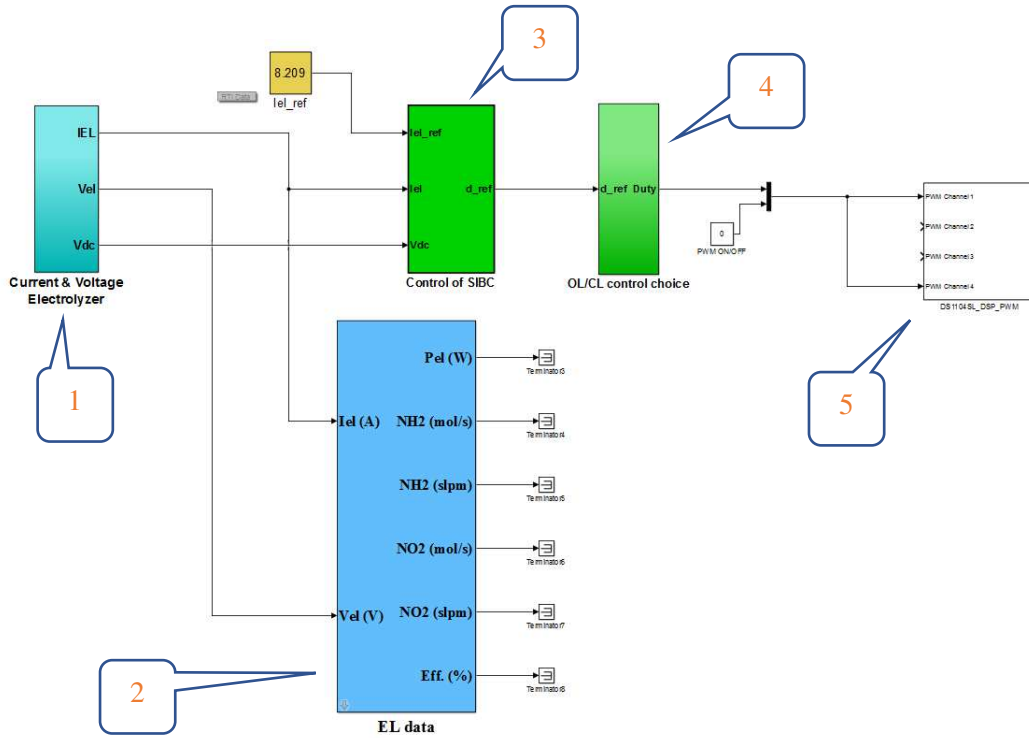 3
8.209
RTI Data
Iel_ref
4
IEL
Vel
Vdc
Current & Voltage
Electrolyzer
Iel_ref
Iel
Vdc
d_ref
Control of SIBC
d_ref Duty
OL/CL control choice
0
PWM ON/OFF
PWM Channel 1
PWM Channel 2
PWM Channel 3
PWM Channel 4
DS1104SL_DSP_PWM
1
5
Iel (A)
Vel (V)
Pel (W)
NH2 (mol/s)
NH2 (slpm)
NO2 (mol/s)
NO2 (slpm)
Eff. (%)
Terminator3
Terminator4
Terminator5
Terminator6
Terminator7
Terminator8
2
EL data